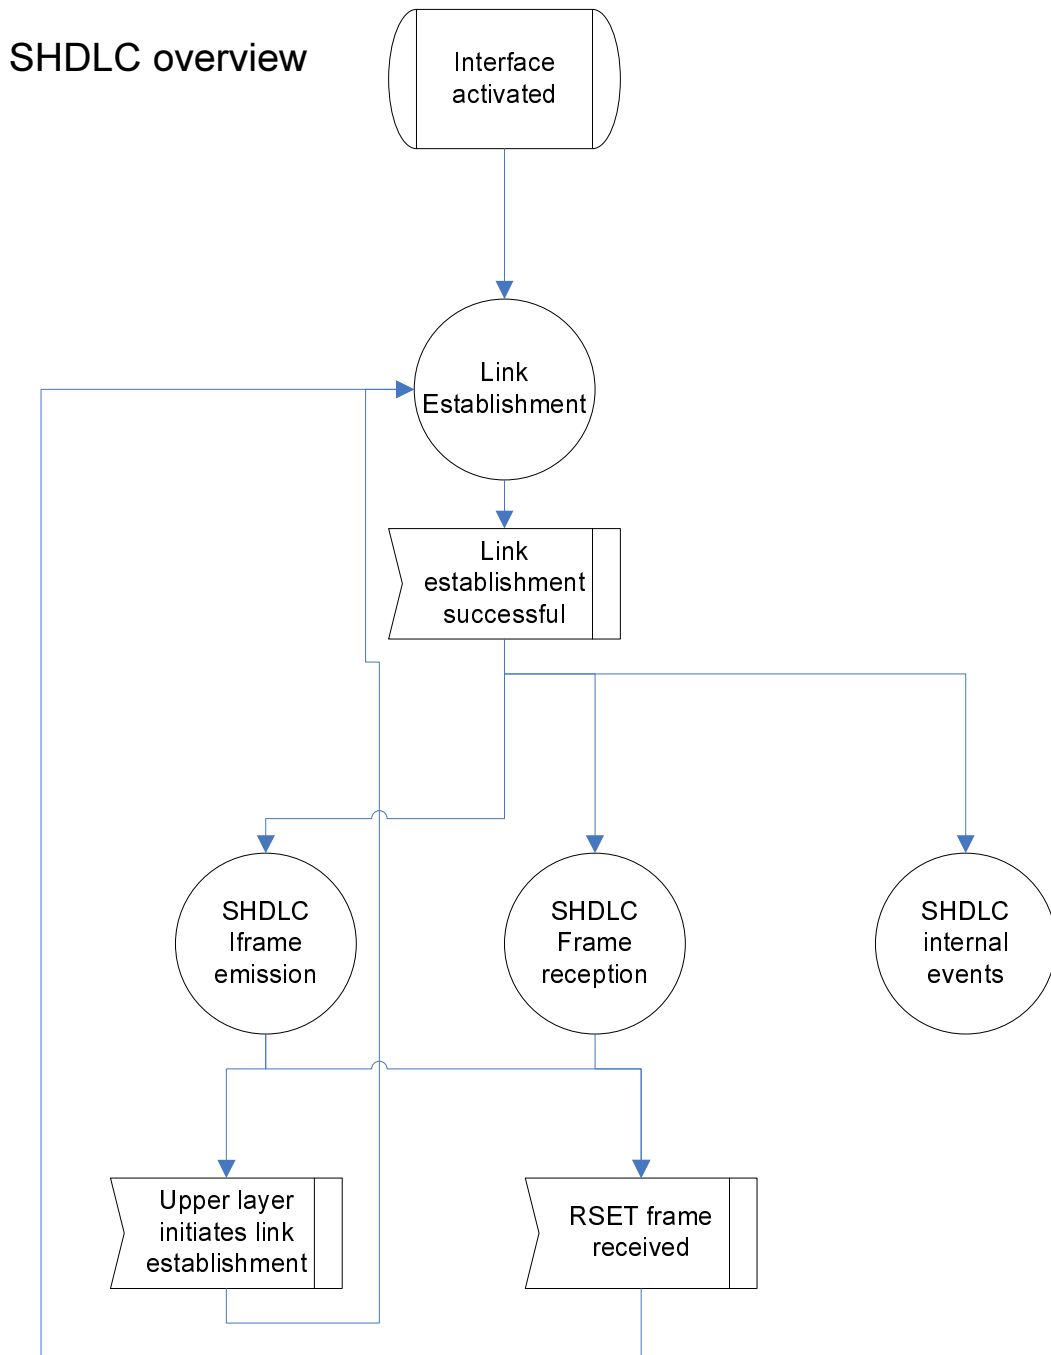 SHDLC overview
Interface
activated
Link
Establishment
Link
establishment
successful
SHDLC
Iframe
emission
SHDLC
Frame
reception
SHDLC
internal
events
Upper layer
initiates link
establishment
RSET frame
received